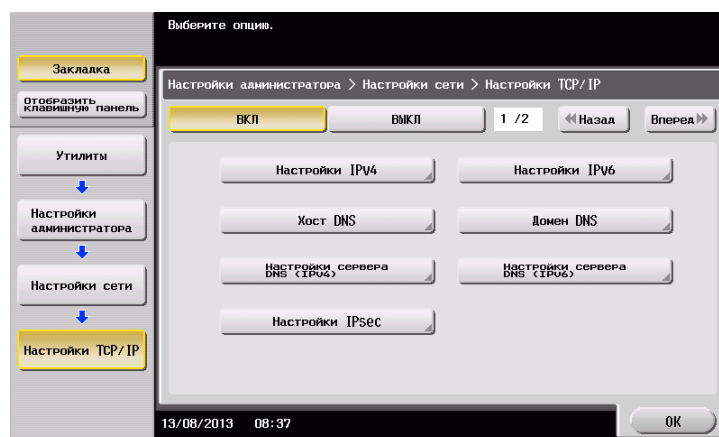 Выберите опцию.
Закладка
Отобразить
клавишную панель
Утилиты
Настройки
администратора
Настройки сети
Настройки TCP/IP
Настройки администратора > Настройки сети > Настройки TCP/IP
ВКЛ ВЫКЛ 1 /2 Назад Вперед
Настройки IPv4 Настройки IPv6
Хост DNS Домен DNS
Настройки сервера
DNS (IPv4)
Настройки сервера
DNS (IPv6)
Настройки IPsec
13/08/2013 08:37 OK